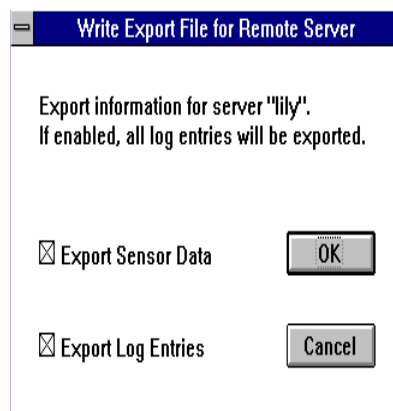 Write Export File for Remote Server
Export information for server "lily".
If enabled, all log entries will be exported.
Export Sensor Data
OK
Export Log Entries
Cancel